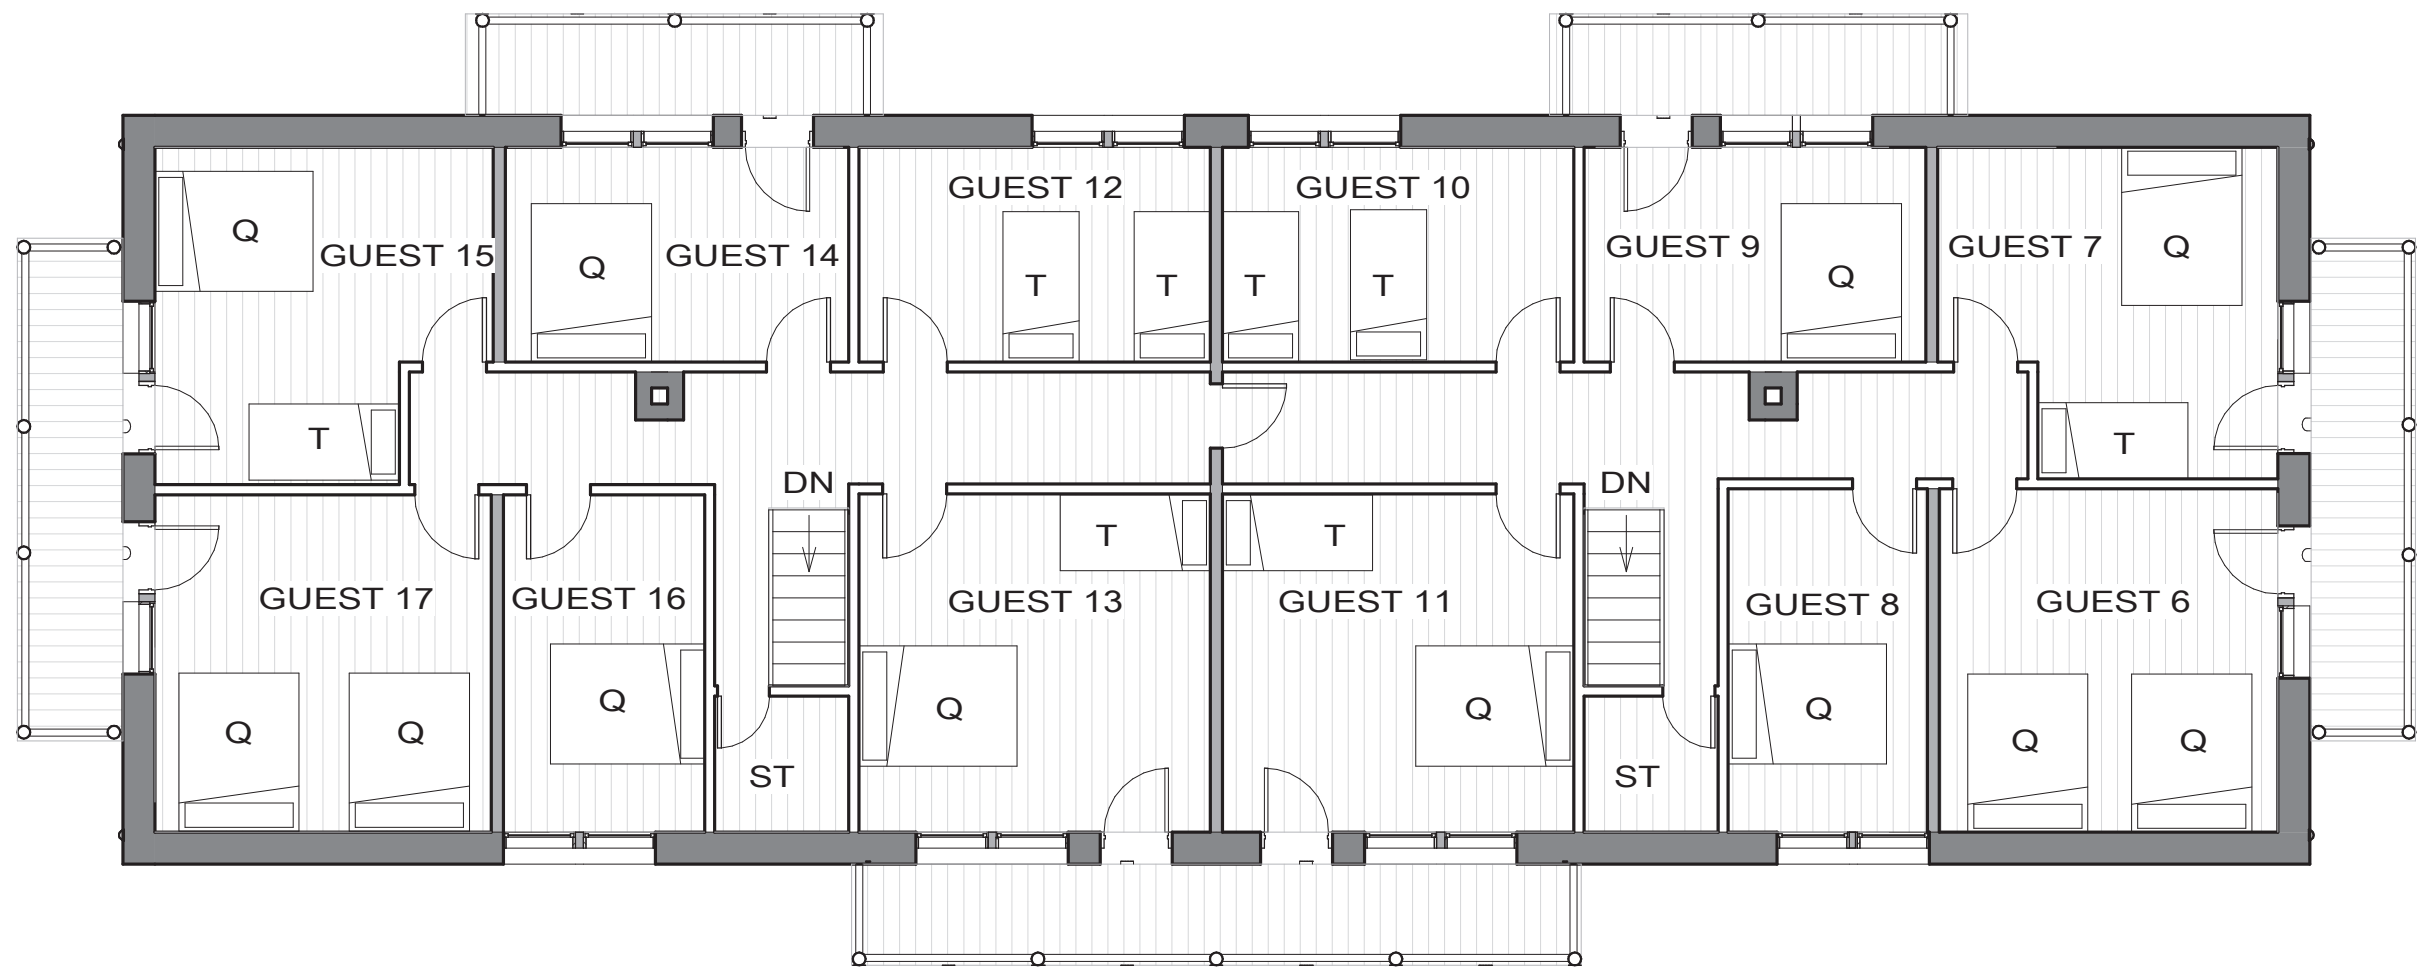 GUEST 12
GUEST 10
Q
GUEST 15
GUEST 14
GUEST 9
GUEST 7
Q
Q
Q
T
T
T
T
Q
T
T
DN
DN
T
T
GUEST 17
GUEST 16
GUEST 13
GUEST 11
GUEST 8
GUEST 6
Q
Q
Q
Q
Q
Q
Q
Q
Q
ST
ST